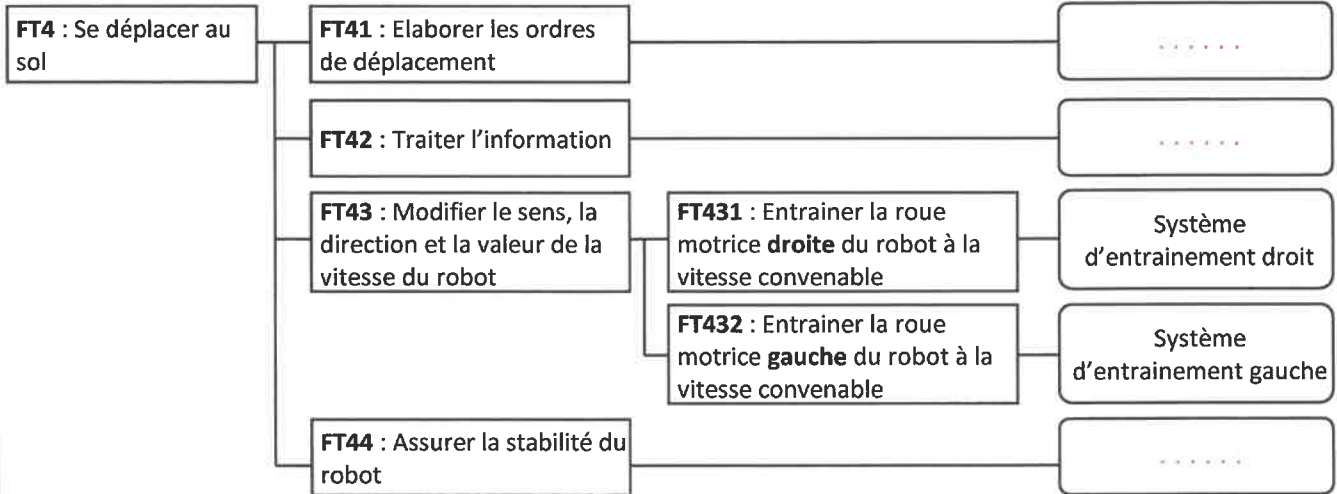 FT4 : Se déplacer au
sol
FT41 : Elaborer les ordres
de déplacement
......
FT42 : Traiter l'information
......
FT43 : Modifier le sens, la
direction et la valeur de la
vitesse du robot
FT431 : Entrainer la roue
motrice droite du robot à la
vitesse convenable
Système
d'entrainement droit
FT432 : Entrainer la roue
motrice gauche du robot à la
vitesse convenable
Système
d'entrainement gauche
FT44 : Assurer la stabilité du
robot
......